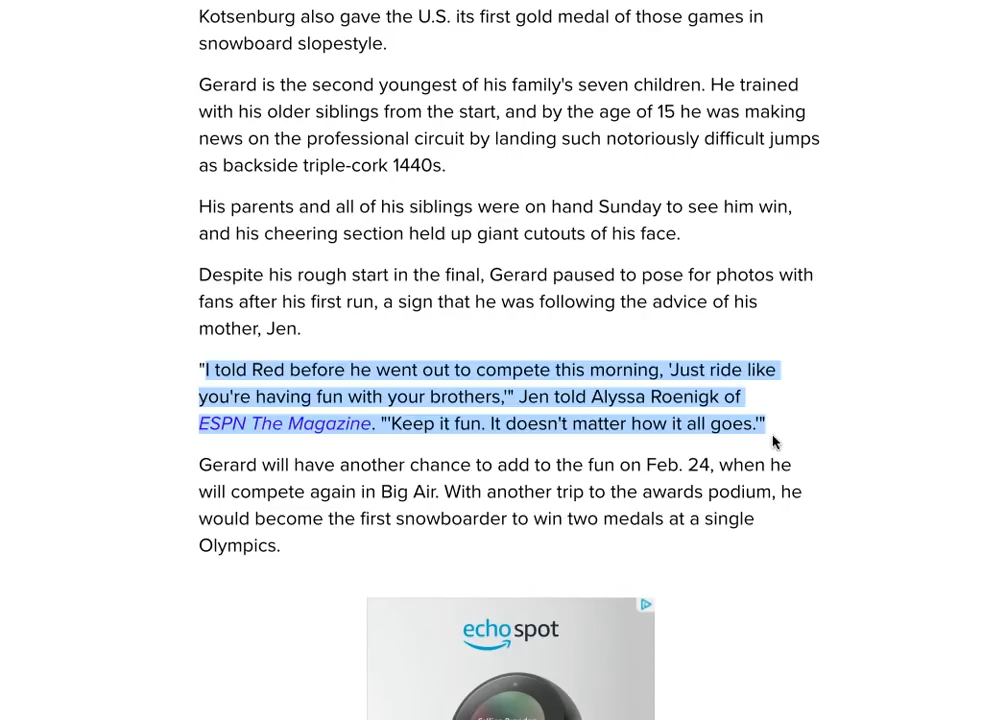 Kotsenburg also gave the U.S. its first gold medal of those games in
snowboard slopestyle.
Gerard is the second youngest of his family's seven children. He trained
with his older siblings from the start, and by the age of 15 he was making
news on the professional circuit by landing such notoriously difficult jumps
as backside triple-cork 1440s.
His parents and all of his siblings were on hand Sunday to see him win,
and his cheering section held up giant cutouts of his face.
Despite his rough start in the final, Gerard paused to pose for photos with
fans after his first run, a sign that he was following the advice of his
mother, Jen.
"I told Red before he went out to compete this morning, 'Just ride like
you're having fun with your brothers,'" Jen told Alyssa Roenigk of
ESPN The Magazine. "'Keep it fun. It doesn't matter how it all goes.'"
Gerard will have another chance to add to the fun on Feb. 24, when he
will compete again in Big Air. With another trip to the awards podium, he
would become the first snowboarder to win two medals at a single
Olympics.
echo spot